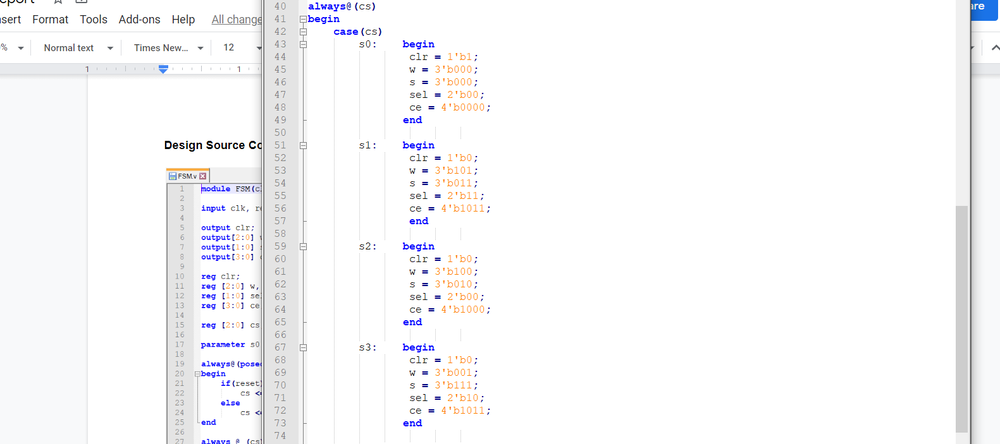 eport
nsert Format Tools Add-ons Help All change
% Normal text Times New... 12
are
1 1
Design Source Co
FSM.v
1 module FSM(c
2
3 input clk, re
4
5 output clr;
6 output[2:0]
7 output[1:0]
8 output[3:0]
9
10 reg clr;
11 reg [2:0] w,
12 reg [1:0] se
13 reg [3:0] ce
14
15 reg [2:0] cs
16
17 parameter s0
18
19 always@(posed
20 begin
21 if(reset)
22 cs <=
23 else
24 cs <=
25 end
26
27 always @ (cs)
40 always@(cs)
41 begin
42 case(cs)
43 s0: begin
44 clr = 1'b1;
45 w = 3'b000;
46 s = 3'b000;
47 sel = 2'b00;
48 ce = 4'b0000;
49 end
50
51 s1: begin
52 clr = 1'b0;
53 w = 3'b101;
54 s = 3'b011;
55 sel = 2'b11;
56 ce = 4'b1011;
57 end
58
59 s2: begin
60 clr = 1'b0;
61 w = 3'b100;
62 s = 3'b010;
63 sel = 2'b00;
64 ce = 4'b1000;
65 end
66
67 s3: begin
68 clr = 1'b0;
69 w = 3'b001;
70 s = 3'b111;
71 sel = 2'b10;
72 ce = 4'b1011;
73 end
74